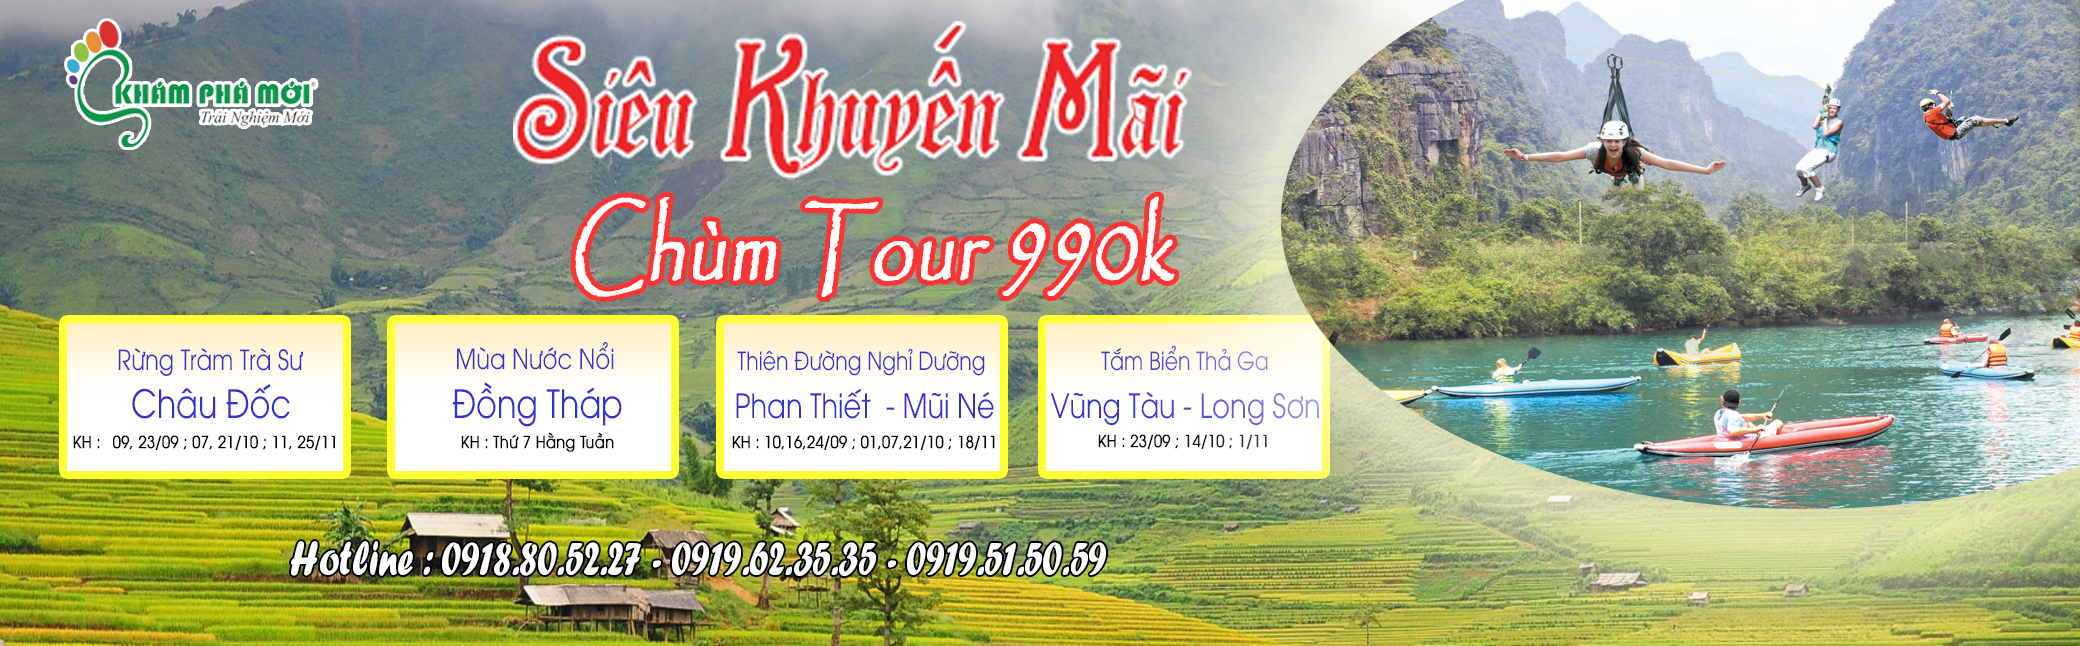 KHÁM PHÁ MỚI®
Trải Nghiệm Mới
Siêu Khuyến Mãi
Chùm Tour 990k
Rừng Tràm Trà Sư
Châu Đốc
KH : 09, 23/09 ; 07, 21/10 ; 11, 25/11
Mùa Nước Nổi
Đồng Tháp
KH : Thứ 7 Hằng Tuần
Thiên Đường Nghỉ Dưỡng
Phan Thiết - Mũi Né
KH : 10,16,24/09 ; 01,07,21/10 ; 18/11
Tắm Biển Thả Ga
Vũng Tàu - Long Sơn
KH : 23/09 ; 14/10 ; 1/11
Hotline : 0918.80.52.27 - 0919.62.35.35 - 0919.51.50.59